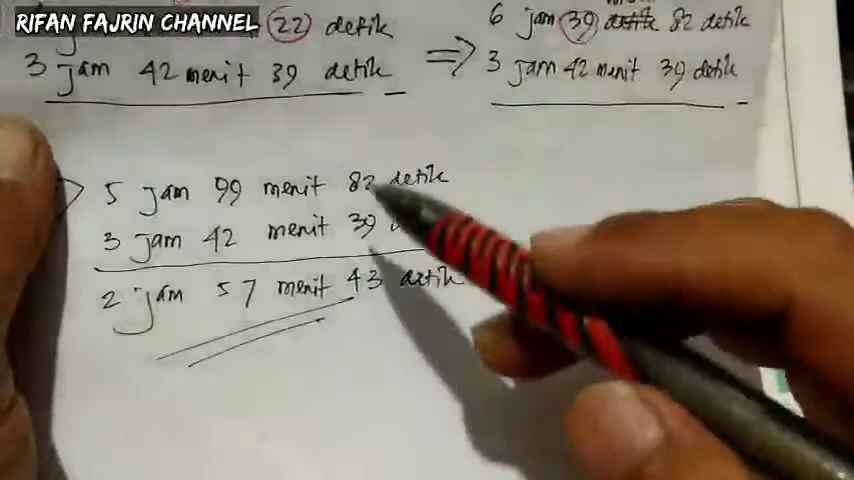 RIFAN FAJRIN CHANNEL
22 detik
3 jam 42 menit 39 detik
6 jam 39 detik 82 detik
⇒ 3 jam 42 menit 39 detik
5 jam 99 menit 82 detik
3 jam 42 menit 39
2 jam 57 menit 43 detik